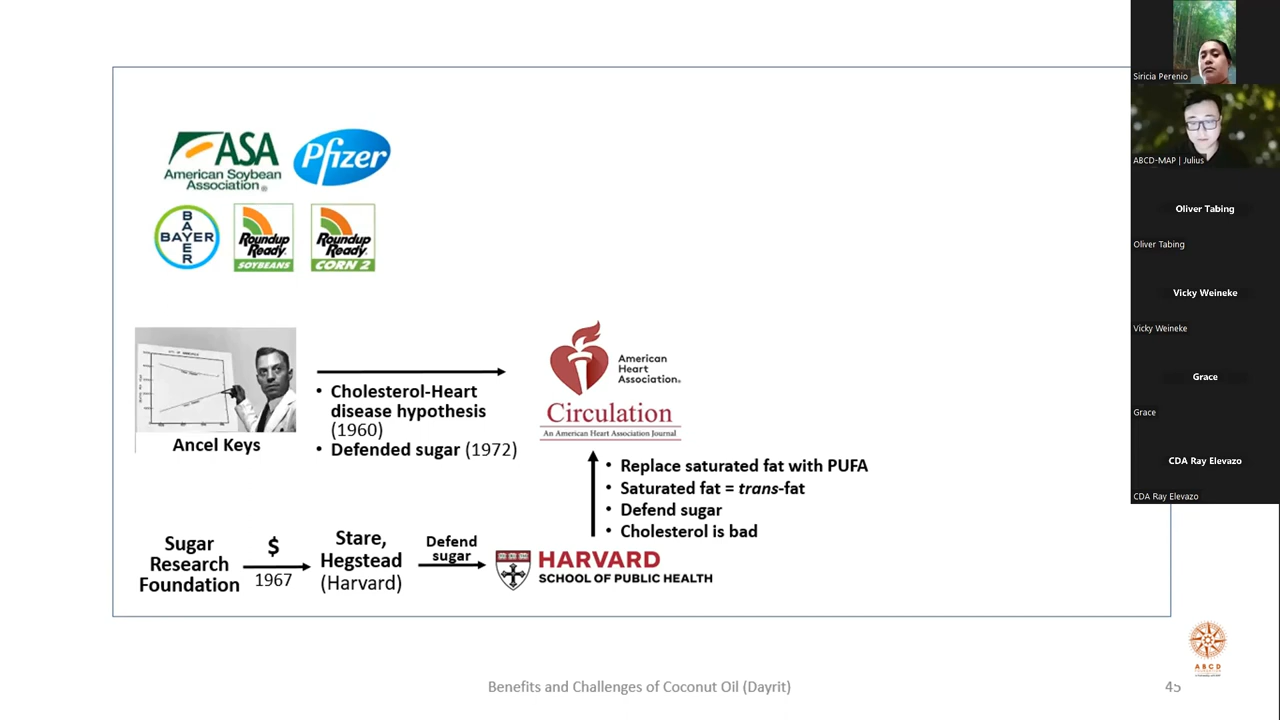 ASA
American Soybean
Association®
Pfizer
BAYER
BAYER
Roundup
Ready
SOYBEANS
Roundup
Ready
CORN 2
Ancel Keys
• Cholesterol-Heart
disease hypothesis
(1960)
• Defended sugar (1972)
American
Heart
Association®
Circulation
An American Heart Association Journal
• Replace saturated fat with PUFA
• Saturated fat = trans-fat
• Defend sugar
• Cholesterol is bad
Sugar
Research
Foundation
$
1967
Stare,
Hegstead
(Harvard)
Defend
sugar
HARVARD
SCHOOL OF PUBLIC HEALTH
Benefits and Challenges of Coconut Oil (Dayrit)
45
ABCD
Siricia Perenio
ABCD-MAP | Julius
Oliver Tabing
Oliver Tabing
Vicky Weineke
Vicky Weineke
Grace
Grace
CDA Ray Elevazo
CDA Ray Elevazo